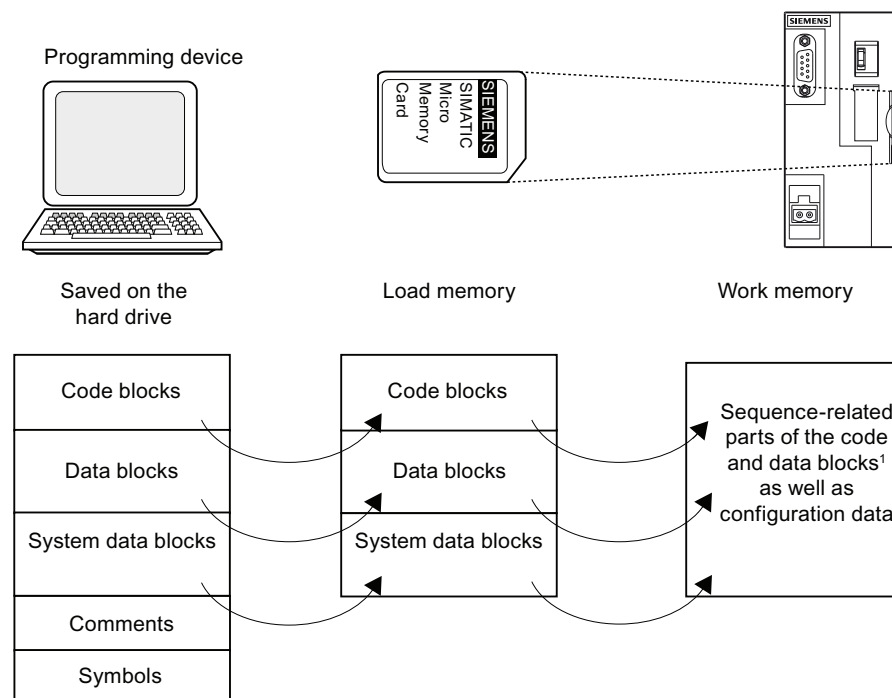 SIEMENS
Programming device
SIEMENS
SIMATIC
Micro
Memory
Card
Saved on the
hard drive
Load memory
Work memory
Code blocks
Data blocks
System data blocks
Comments
Symbols
Code blocks
Data blocks
System data blocks
Sequence-related
parts of the code
and data blocks¹
as well as
configuration data